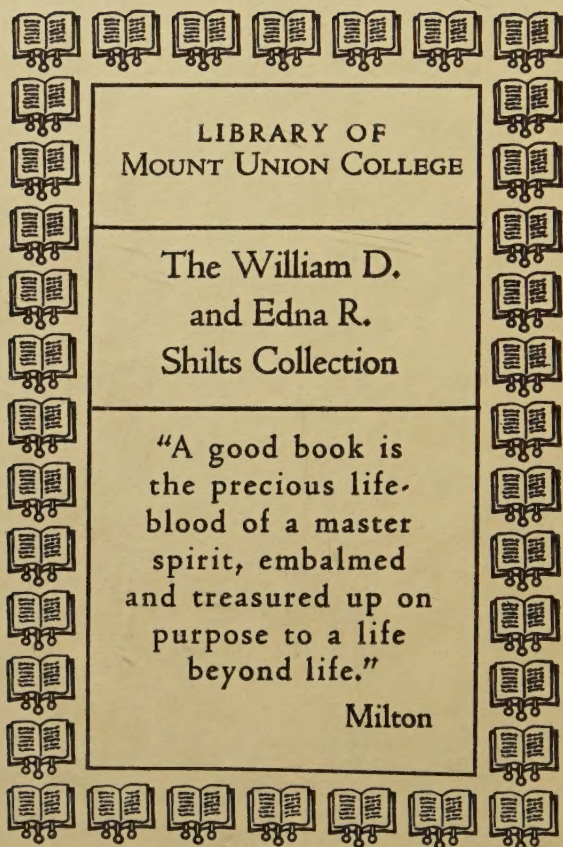 LIBRARY OF
MOUNT UNION COLLEGE
The William D.
and Edna R.
Shilts Collection
"A good book is
the precious life-
blood of a master
spirit, embalmed
and treasured up on
purpose to a life
beyond life."
Milton